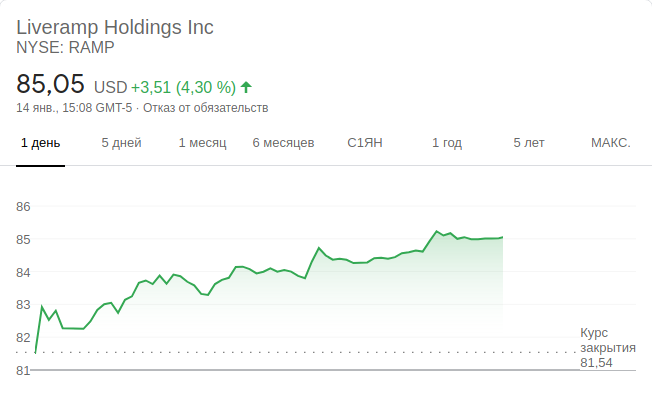 Liveramp Holdings Inc
NYSE: RAMP
85,05 USD +3,51 (4,30 %)
14 янв., 15:08 GMT-5 · Отказ от обязательств
1 день 5 дней 1 месяц 6 месяцев С1ЯН 1 год 5 лет МАКС.
86
85
84
83
82
81
Курс
закрытия
81,54